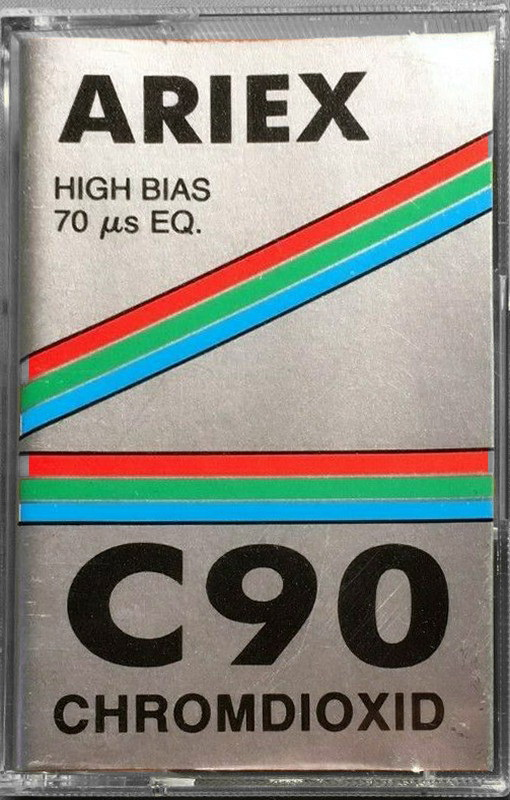 ARIEX
HIGH BIAS
70 µs EQ.
C90
CHROMDIOXID